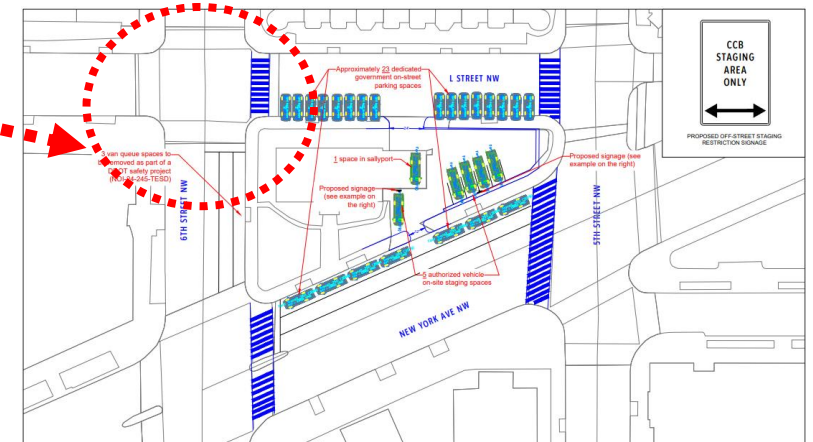 CCB
STAGING
AREA
ONLY
PROPOSED OFF-STREET STAGING
RESTRICTION SIGNAGE
L STREET NW
Approximately 23 dedicated
government on-street
parking spaces
3 van queue spaces to
removed as part of a
safety project
1 space in sallyport
Proposed signage (see
example on the right)
Proposed signage
(see example on
the right)
6TH STREET NW
5TH STREET NW
5 authorized vehicle
on-site staging spaces
NEW YORK AVE NW